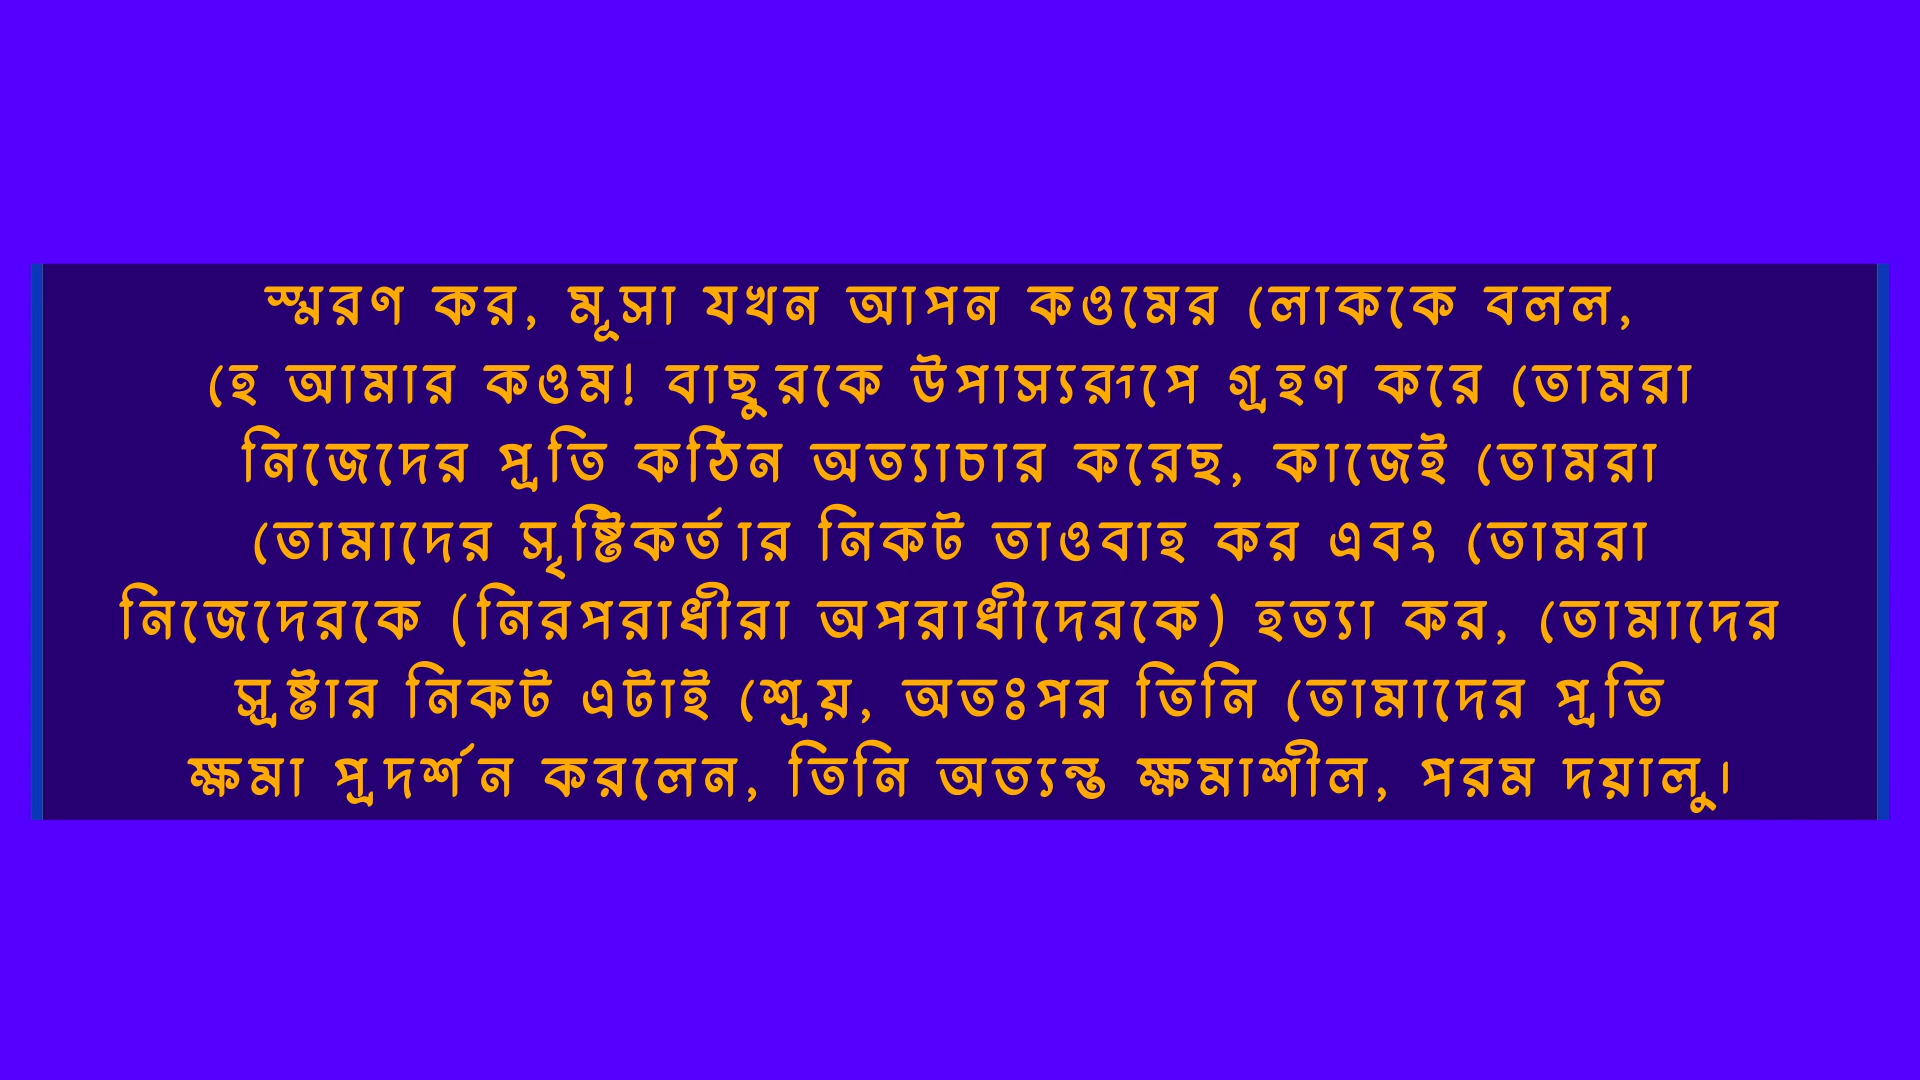 স্মরণ কর, মূসা যখন আপন কওমের লোককে বলল,
হে আমার কওম! বাছুরকে উপাস্যরূপে গ্রহণ করে তোমরা
নিজেদের প্রতি কঠিন অত্যাচার করেছ, কাজেই তোমরা
তোমাদের সৃষ্টিকর্তার নিকট তাওবাহ কর এবং তোমরা
নিজেদেরকে (নিরপরাধীরা অপরাধীদেরকে) হত্যা কর, তোমাদের
স্রষ্টার নিকট এটাই শ্রেয়, অতঃপর তিনি তোমাদের প্রতি
ক্ষমা প্রদর্শন করলেন, তিনি অত্যন্ত ক্ষমাশীল, পরম দয়ালু।